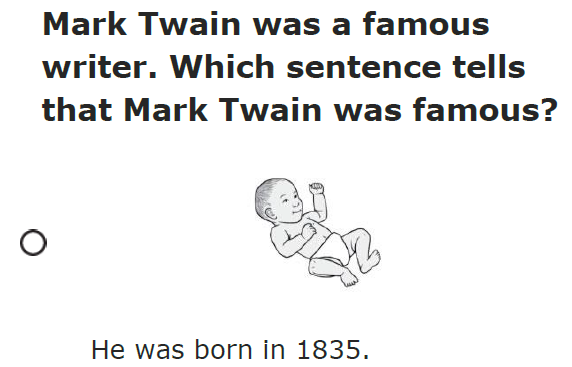 Mark Twain was a famous
writer. Which sentence tells
that Mark Twain was famous?
He was born in 1835.